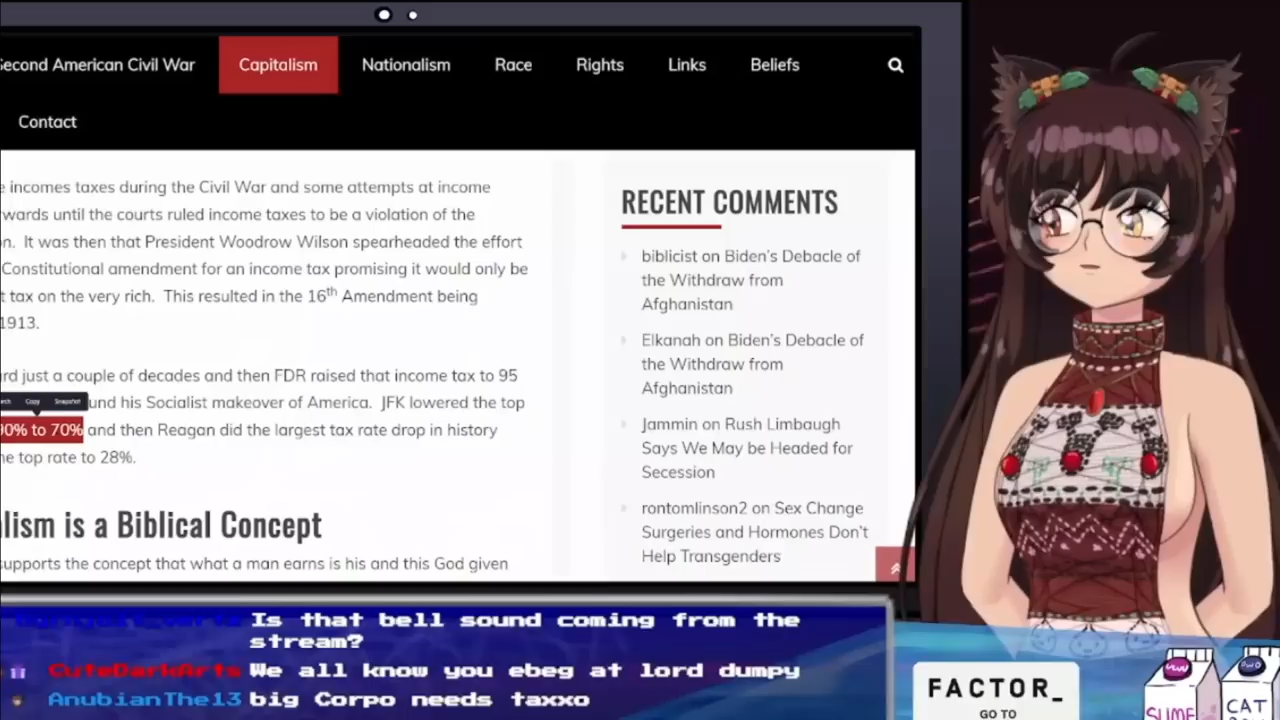 Second American Civil War
Capitalism
Nationalism
Race
Rights
Links
Beliefs
Contact
e incomes taxes during the Civil War and some attempts at income
rwards until the courts ruled income taxes to be a violation of the
on. It was then that President Woodrow Wilson spearheaded the effort
Constitutional amendment for an income tax promising it would only be
t tax on the very rich. This resulted in the 16th Amendment being
1913.
rd just a couple of decades and then FDR raised that income tax to 95
Copy Snapshot
und his Socialist makeover of America. JFK lowered the top
90% to 70% and then Reagan did the largest tax rate drop in history
he top rate to 28%.
alism is a Biblical Concept
supports the concept that what a man earns is his and this God given
RECENT COMMENTS
biblicist on Biden's Debacle of
the Withdraw from
Afghanistan
Elkanah on Biden's Debacle of
the Withdraw from
Afghanistan
Jammin on Rush Limbaugh
Says We May be Headed for
Secession
rontomlinson2 on Sex Change
Surgeries and Hormones Don't
Help Transgenders
Is that bell sound coming from the
stream?
CuteDarkArts We all know you ebeg at lord dumpy
AnubianThe13 big Corpo needs taxxo
FACTOR_
GO TO
SLIME
CAT